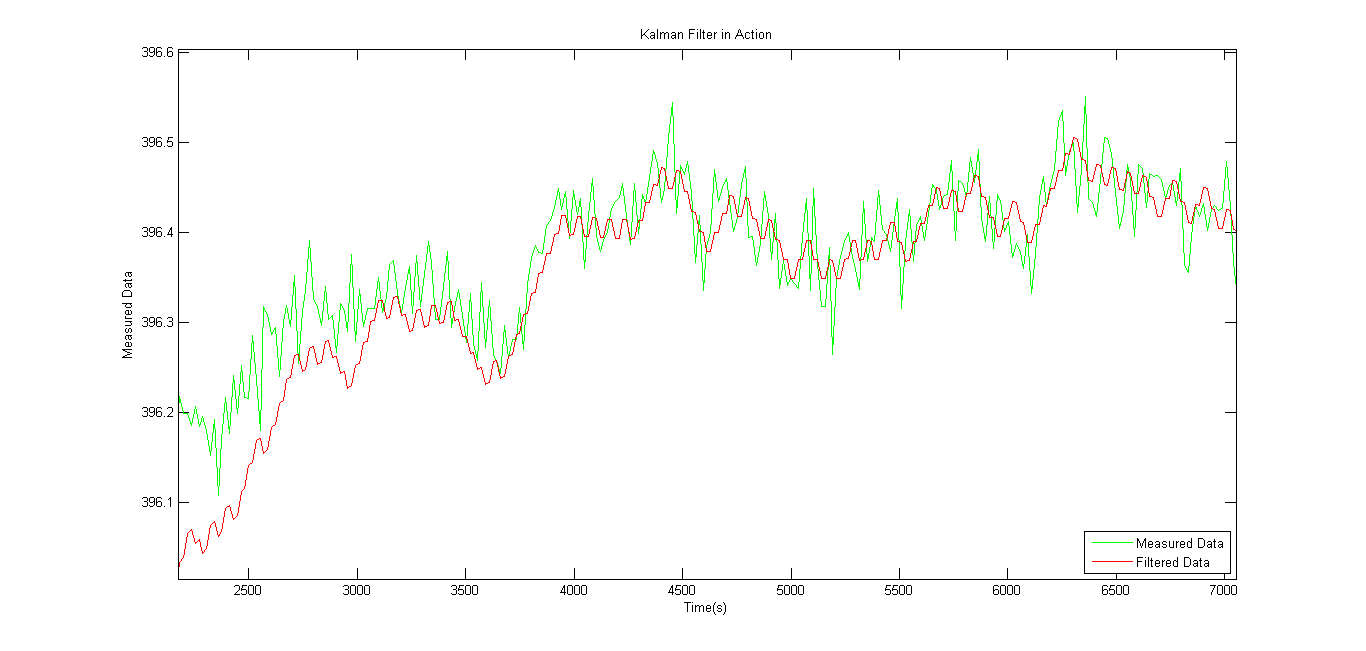 Kalman Filter in Action
396.6
396.5
396.4
396.3
396.2
396.1
Measured Data
2500 3000 3500 4000 4500 5000 5500 6000 6500 7000
Time(s)
Measured Data
Filtered Data